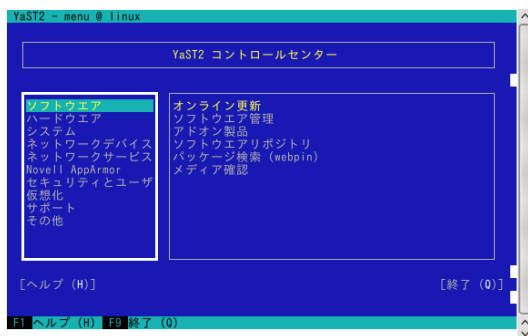 YaST2 - menu @ linux
YaST2 コントロールセンター
ソフトウエア
ハードウエア
システム
ネットワークデバイス
ネットワークサービス
Novell AppArmor
セキュリティとユーザ
仮想化
サポート
その他
オンライン更新
ソフトウエア管理
アドオン製品
ソフトウエアリポジトリ
パッケージ検索 (webpin)
メディア確認
[ヘルプ (H)]
[終了 (Q)]
F1 ヘルプ (H) F9 終了 (Q)